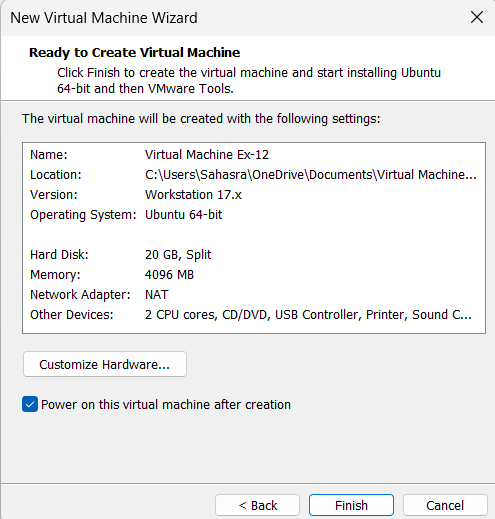 New Virtual Machine Wizard
Ready to Create Virtual Machine
Click Finish to create the virtual machine and start installing Ubuntu
64-bit and then VMware Tools.
The virtual machine will be created with the following settings:
Name: Virtual Machine Ex-12
Location: C:\Users\Sahasra\OneDrive\Documents\Virtual Machine...
Version: Workstation 17.x
Operating System: Ubuntu 64-bit
Hard Disk: 20 GB, Split
Memory: 4096 MB
Network Adapter: NAT
Other Devices: 2 CPU cores, CD/DVD, USB Controller, Printer, Sound C...
Customize Hardware...
Power on this virtual machine after creation
< Back Finish Cancel